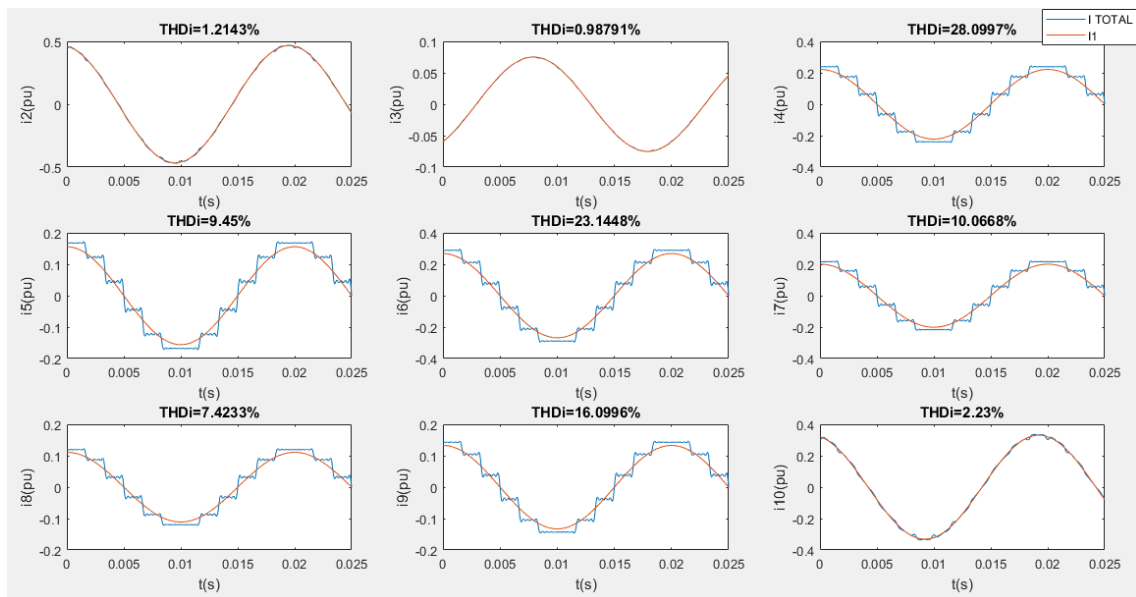 I TOTAL
I1
THDi=1.2143%
i2(pu)
0.5
0
-0.5
0 0.005 0.01 0.015 0.02 0.025
t(s)
THDi=0.98791%
i3(pu)
0.1
0.05
0
-0.05
-0.1
0 0.005 0.01 0.015 0.02 0.025
t(s)
THDi=28.0997%
i4(pu)
0.4
0.2
0
-0.2
-0.4
0 0.005 0.01 0.015 0.02 0.025
t(s)
THDi=9.45%
i5(pu)
0.2
0.1
0
-0.1
-0.2
0 0.005 0.01 0.015 0.02 0.025
t(s)
THDi=23.1448%
i6(pu)
0.4
0.2
0
-0.2
-0.4
0 0.005 0.01 0.015 0.02 0.025
t(s)
THDi=10.0668%
i7(pu)
0.4
0.2
0
-0.2
-0.4
0 0.005 0.01 0.015 0.02 0.025
t(s)
THDi=7.4233%
i8(pu)
0.2
0.1
0
-0.1
-0.2
0 0.005 0.01 0.015 0.02 0.025
t(s)
THDi=16.0996%
i9(pu)
0.2
0.1
0
-0.1
-0.2
0 0.005 0.01 0.015 0.02 0.025
t(s)
THDi=2.23%
i10(pu)
0.4
0.2
0
-0.2
-0.4
0 0.005 0.01 0.015 0.02 0.025
t(s)